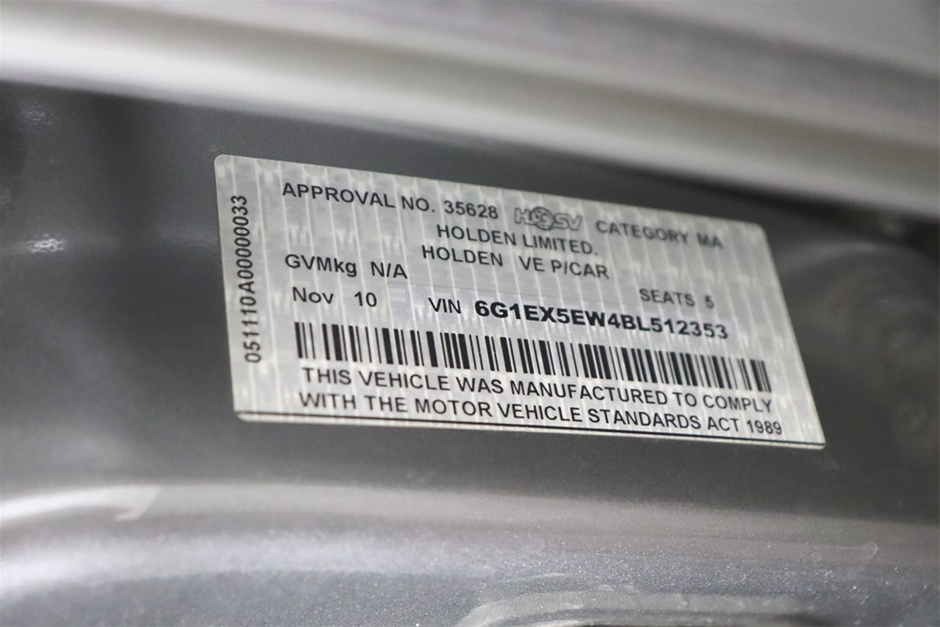 APPROVAL NO. 35628 HSV CATEGORY MA
HOLDEN LIMITED.
HOLDEN VE P/CAR
GVMkg N/A
SEATS 5
Nov 10 VIN 6G1EX5EW4BL512353
THIS VEHICLE WAS MANUFACTURED TO COMPLY
WITH THE MOTOR VEHICLE STANDARDS ACT 1989
051110A00000033